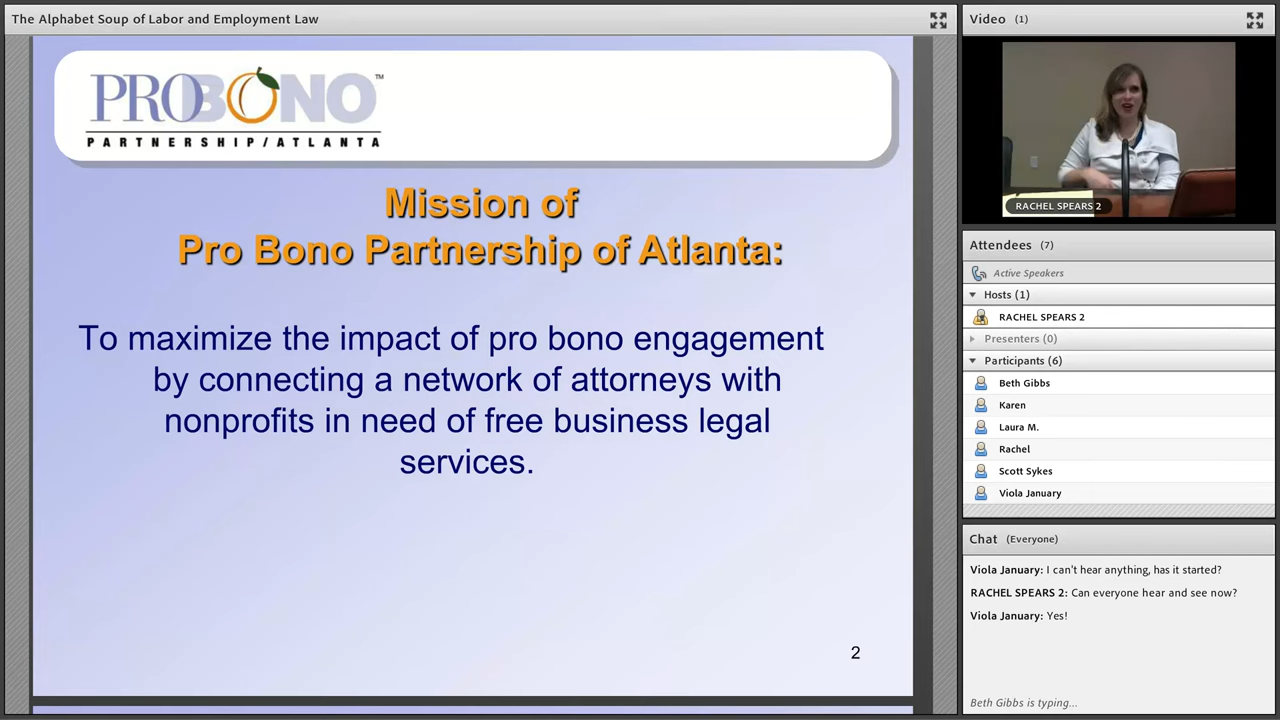 The Alphabet Soup of Labor and Employment Law
PROBONO™
PARTNERSHIP/ATLANTA
Mission of
Pro Bono Partnership of Atlanta:
To maximize the impact of pro bono engagement
by connecting a network of attorneys with
nonprofits in need of free business legal
services.
2
Video (1)
RACHEL SPEARS 2
Attendees (7)
Active Speakers
Hosts (1)
RACHEL SPEARS 2
Presenters (0)
Participants (6)
Beth Gibbs
Karen
Laura M.
Rachel
Scott Sykes
Viola January
Chat (Everyone)
Viola January: I can't hear anything, has it started?
RACHEL SPEARS 2: Can everyone hear and see now?
Viola January: Yes!
Beth Gibbs is typing...